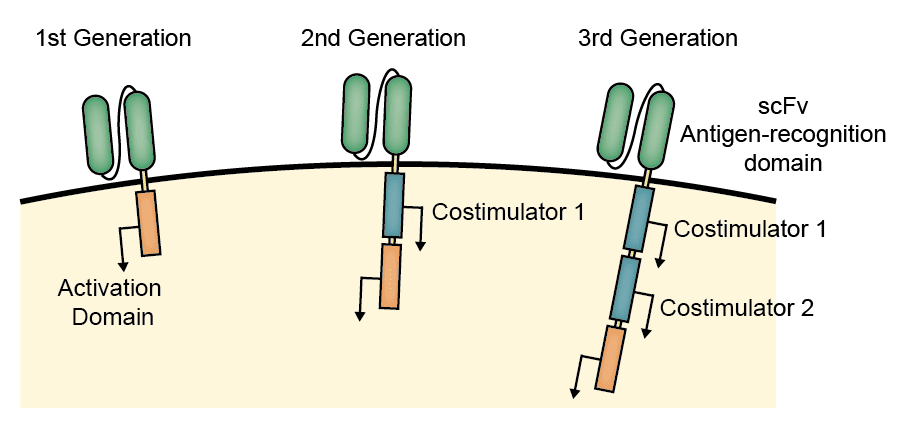 1st Generation
2nd Generation
3rd Generation
scFv
Antigen-recognition
domain
Costimulator 1
Costimulator 1
Activation
Domain
Costimulator 2